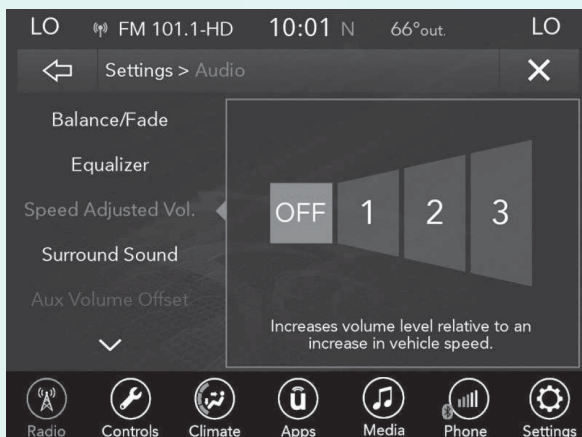 LO FM 101.1-HD 10:01 N 66°out. LO
Settings > Audio
Balance/Fade
Equalizer
Speed Adjusted Vol.
Surround Sound
Aux Volume Offset
OFF 1 2 3
Increases volume level relative to an
increase in vehicle speed.
Radio Controls Climate Apps Media Phone Settings